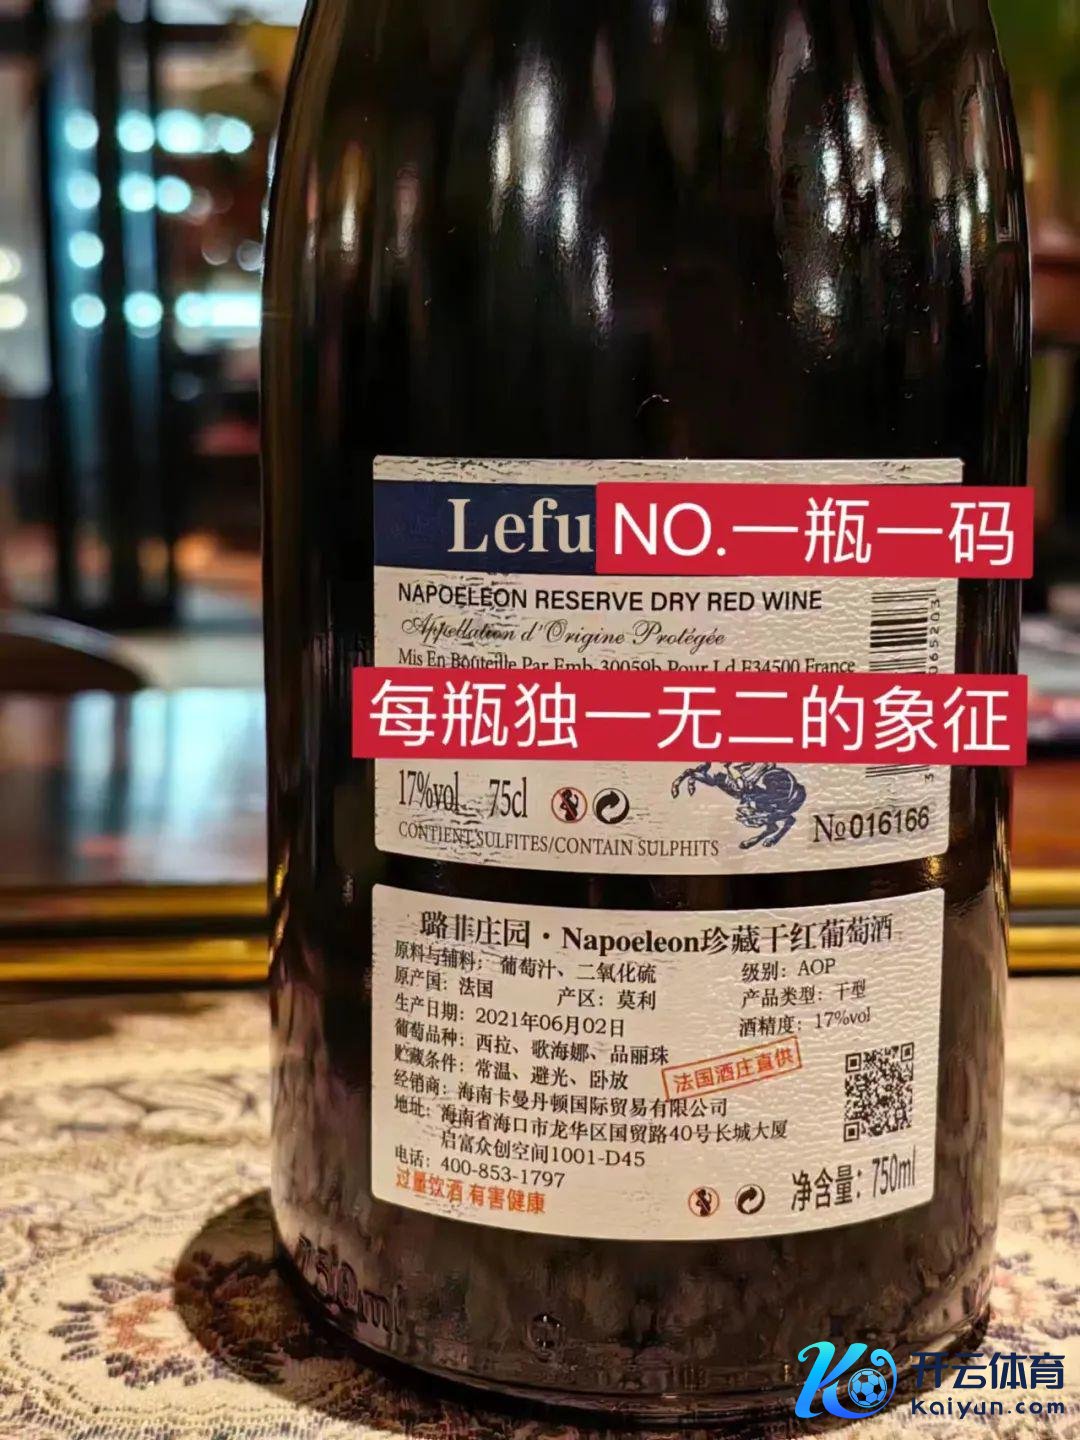 Lefu
NO.一瓶一码
NAPOELEON RESERVE DRY RED WINE
Appellation d'Origine Protégée
Mis En Bouteille Par Emb 30059b Pour Ld F34500 France
每瓶独一无二的象征
17%vol 75cl
№016166
CONTIENT SULFITES/CONTAIN SULPHITS
璐菲庄园·Napoeleon珍藏干红葡萄酒
原料与辅料：葡萄汁、二氧化硫 级别：AOP
原产国：法国 产区：莫利 产品类型：干型
生产日期：2021年06月02日 酒精度：17%vol
葡萄品种：西拉、歌海娜、品丽珠
贮藏条件：常温、避光、卧放
法国酒庄直供
经销商：海南卡曼丹顿国际贸易有限公司
地址：海南省海口市龙华区国贸路40号长城大厦
启富众创空间1001-D45
电话：400-853-1797
过量饮酒 有害健康
净含量：750ml
750ml
开云体育
kaiyun.com